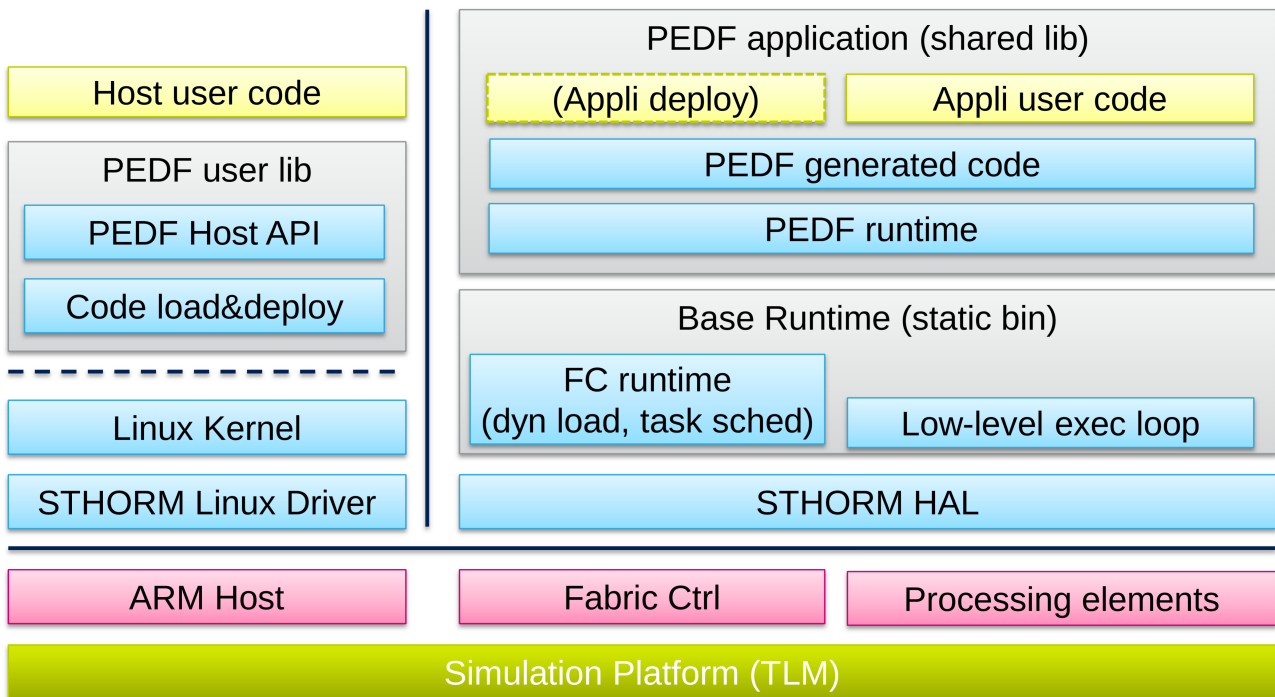 Host user code
PEDF user lib
PEDF Host API
Code load&deploy
Linux Kernel
STHORM Linux Driver
PEDF application (shared lib)
(Appli deploy)
Appli user code
PEDF generated code
PEDF runtime
Base Runtime (static bin)
FC runtime
(dyn load, task sched)
Low-level exec loop
STHORM HAL
ARM Host
Fabric Ctrl
Processing elements
Simulation Platform (TLM)